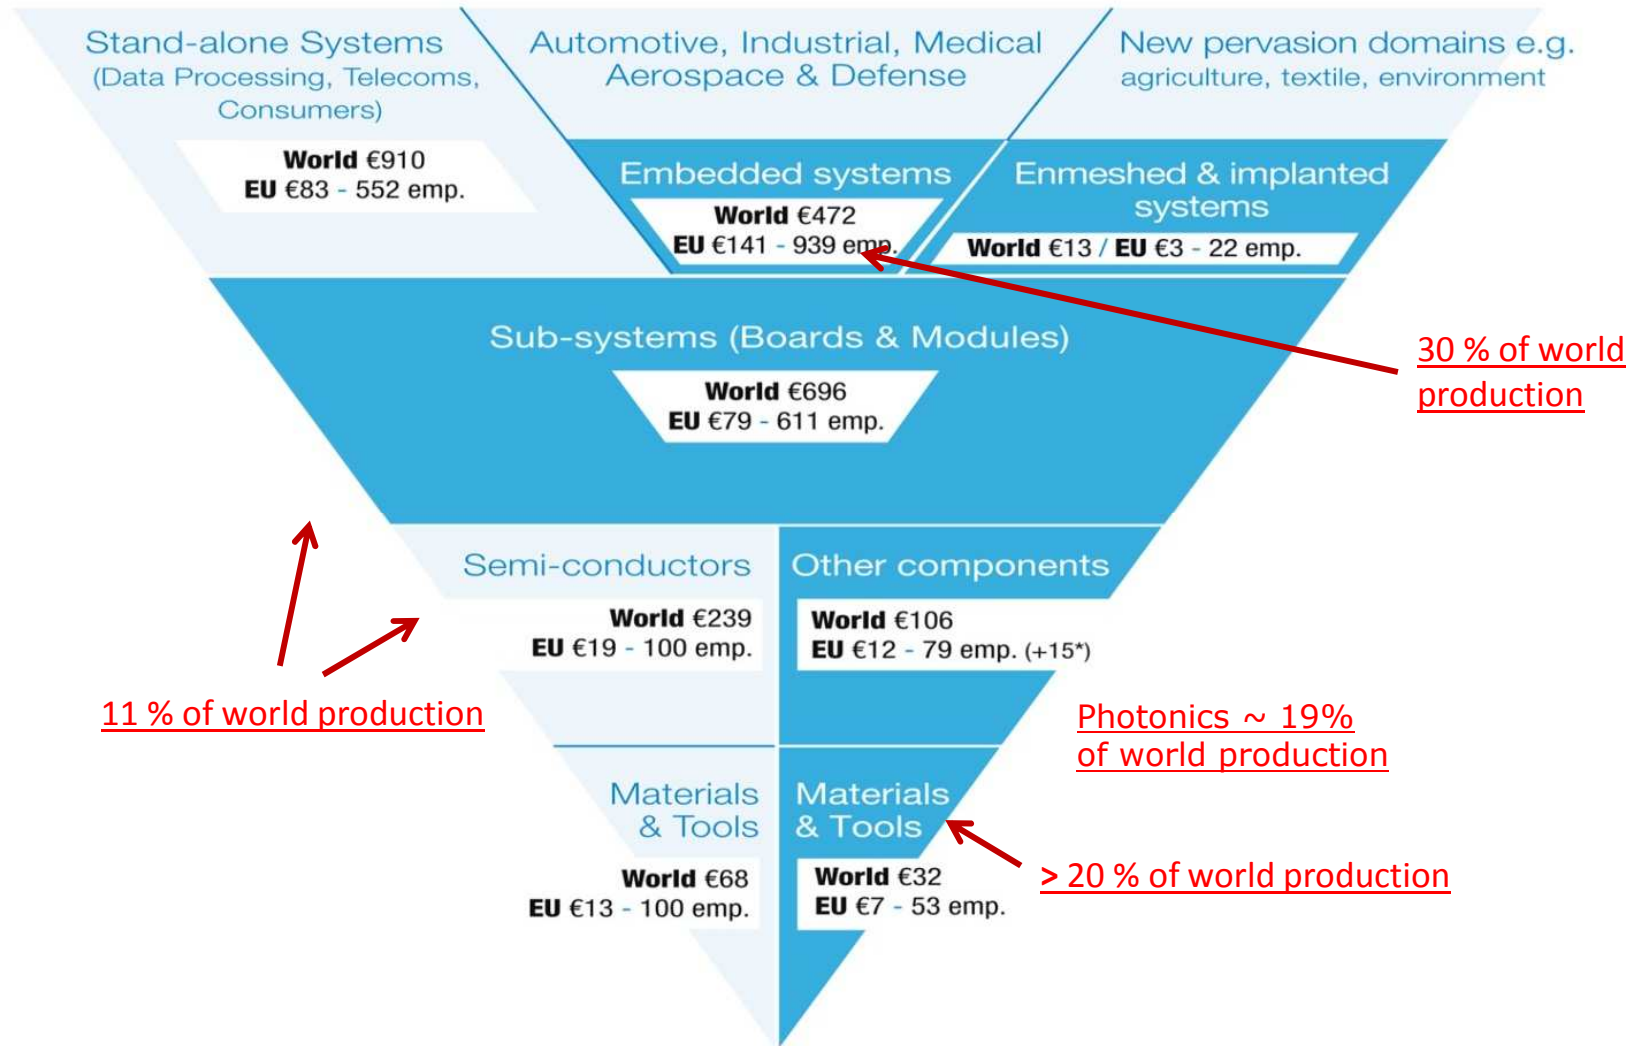 Stand-alone Systems
(Data Processing, Telecoms,
Consumers)
World €910
EU €83 - 552 emp.
Automotive, Industrial, Medical
Aerospace & Defense
New pervasion domains e.g.
agriculture, textile, environment
Embedded systems
World €472
EU €141 - 939 emp.
Enmeshed & implanted
systems
World €13 / EU €3 - 22 emp.
Sub-systems (Boards & Modules)
World €696
EU €79 - 611 emp.
30 % of world
production
Semi-conductors
World €239
EU €19 - 100 emp.
Other components
World €106
EU €12 - 79 emp. (+15*)
11 % of world production
Photonics ~ 19%
of world production
Materials
& Tools
World €68
EU €13 - 100 emp.
Materials
& Tools
World €32
EU €7 - 53 emp.
> 20 % of world production